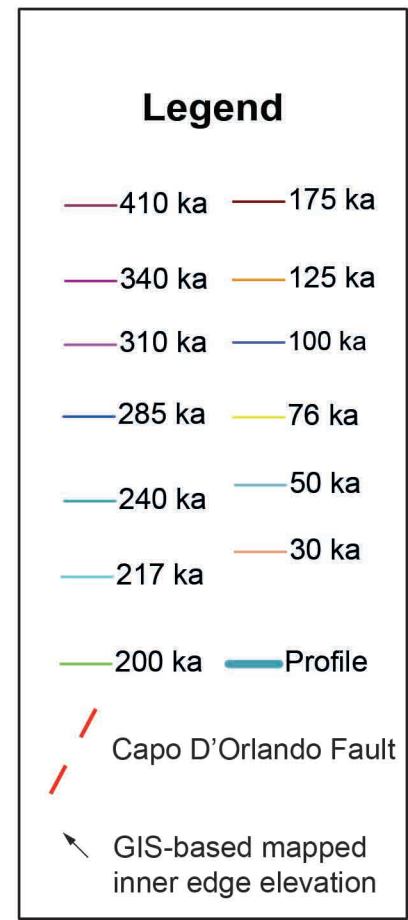 Legend
410 ka
175 ka
340 ka
125 ka
310 ka
100 ka
285 ka
76 ka
240 ka
50 ka
217 ka
30 ka
200 ka
Profile
Capo D'Orlando Fault
GIS-based mapped
inner edge elevation